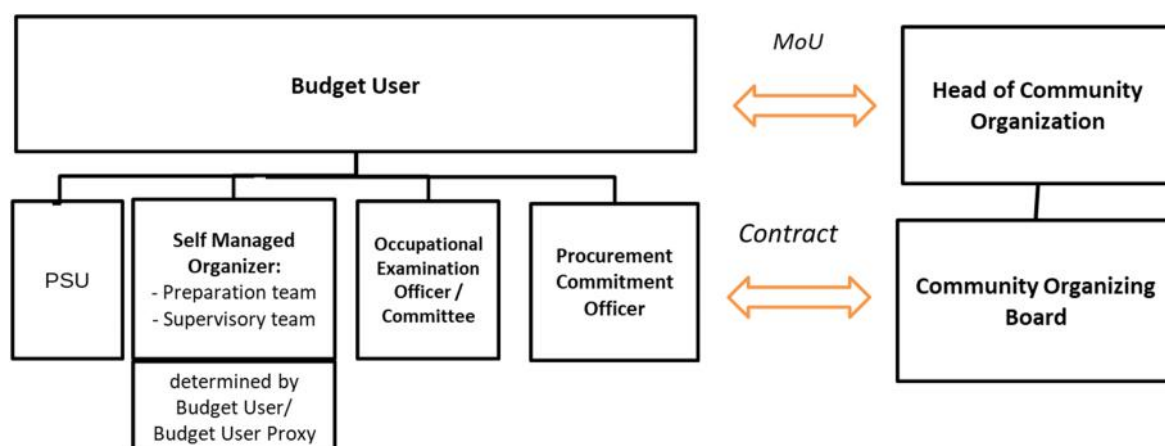 Budget User
MoU
Head of Community
Organization
PSU
Self Managed
Organizer:
- Preparation team
- Supervisory team
determined by
Budget User/
Budget User Proxy
Occupational
Examination
Officer /
Committee
Procurement
Commitment
Officer
Contract
Community Organizing
Board